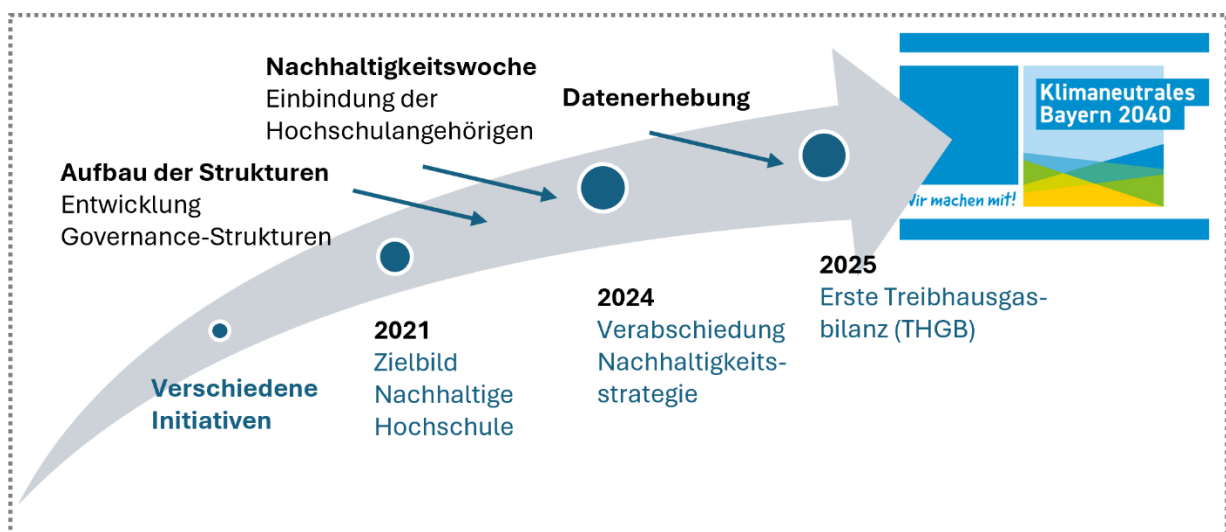 Nachhaltigkeitswoche
Einbindung der
Hochschulangehörigen
Datenerhebung
Klimaneutrales
Bayern 2040
Wir machen mit!
Aufbau der Strukturen
Entwicklung
Governance-Strukturen
Verschiedene
Initiativen
2021
Zielbild
Nachhaltige
Hochschule
2024
Verabschiedung
Nachhaltigkeits-
strategie
2025
Erste Treibhausgas-
bilanz (THGB)